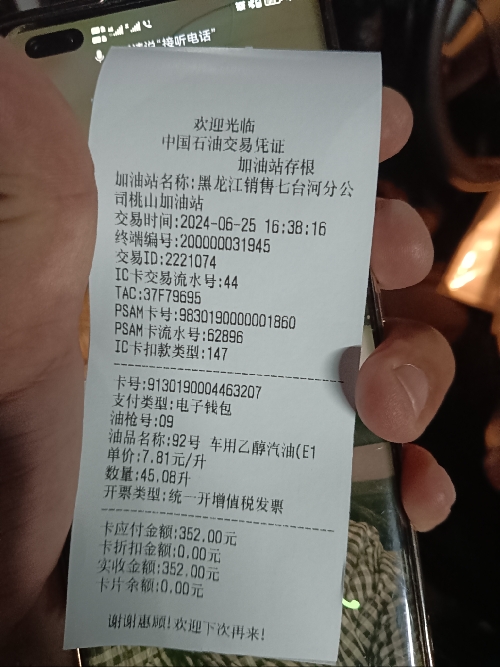 请说“接听电话”
欢迎光临
中国石油交易凭证
加油站存根
加油站名称:黑龙江销售七台河分公
司桃山加油站
交易时间:2024-06-25 16:38:16
终端编号:200000031945
交易ID:2221074
IC卡交易流水号:44
TAC:37F79695
PSAM卡号:9830190000001860
PSAM卡流水号:62896
IC卡扣款类型:147
卡号:9130190004463207
支付类型:电子钱包
油枪号:09
油品名称:92号 车用乙醇汽油(E1
单价:7.81元/升
数量:45.08升
开票类型:统一开增值税发票
卡应付金额:352.00元
卡折扣金额:0.00元
实收金额:352.00元
卡片余额:0.00元
谢谢惠顾!欢迎下次再来!